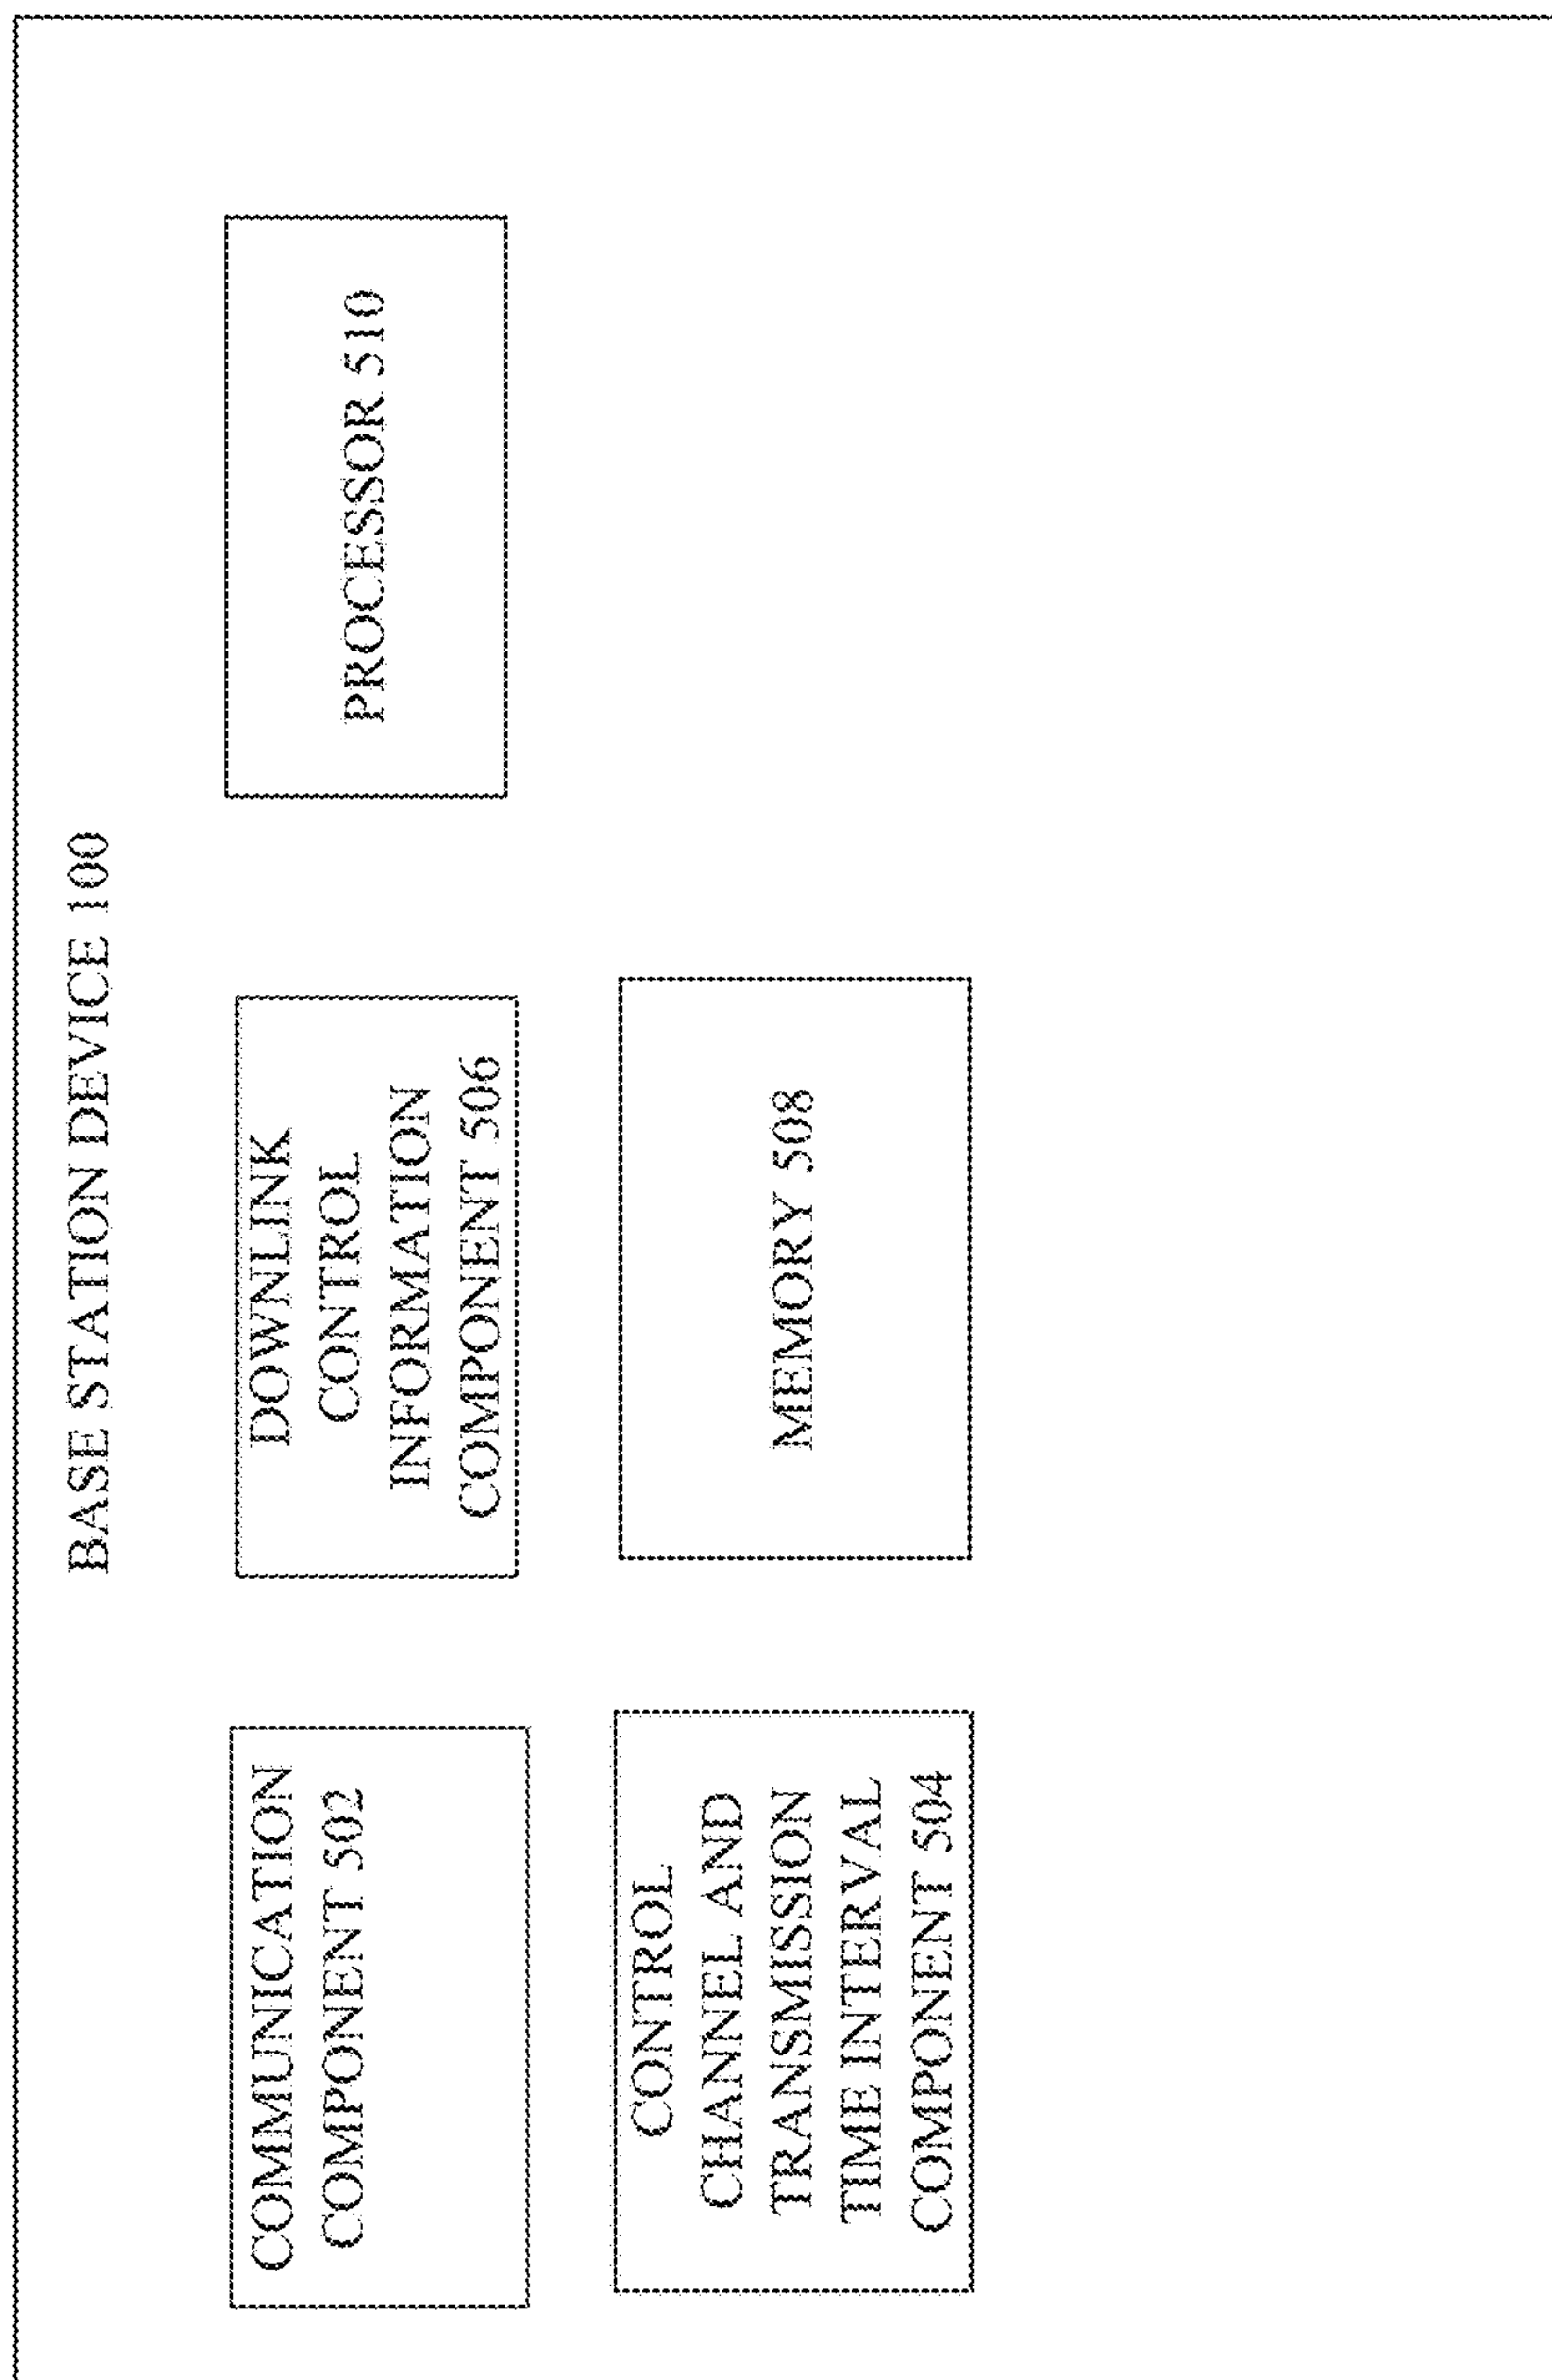 BASE STATION DEVICE 100
COMMUNICATION
COMPONENT 502
DOWNLINK
CONTROL
INFORMATION
COMPONENT 506
PROCESSOR 510
CONTROL
CHANNEL AND
TRANSMISSION
TIME INTERVAL
COMPONENT 504
MEMORY 508